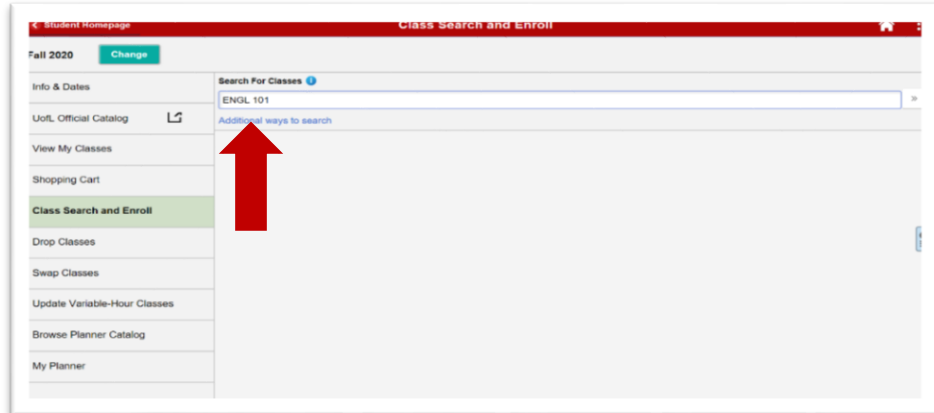 Student Homepage
Class Search and Enroll
Fall 2020
Change
Info & Dates
UofL Official Catalog
View My Classes
Shopping Cart
Class Search and Enroll
Drop Classes
Swap Classes
Update Variable-Hour Classes
Browse Planner Catalog
My Planner
Search For Classes
ENGL 101
Additional ways to search